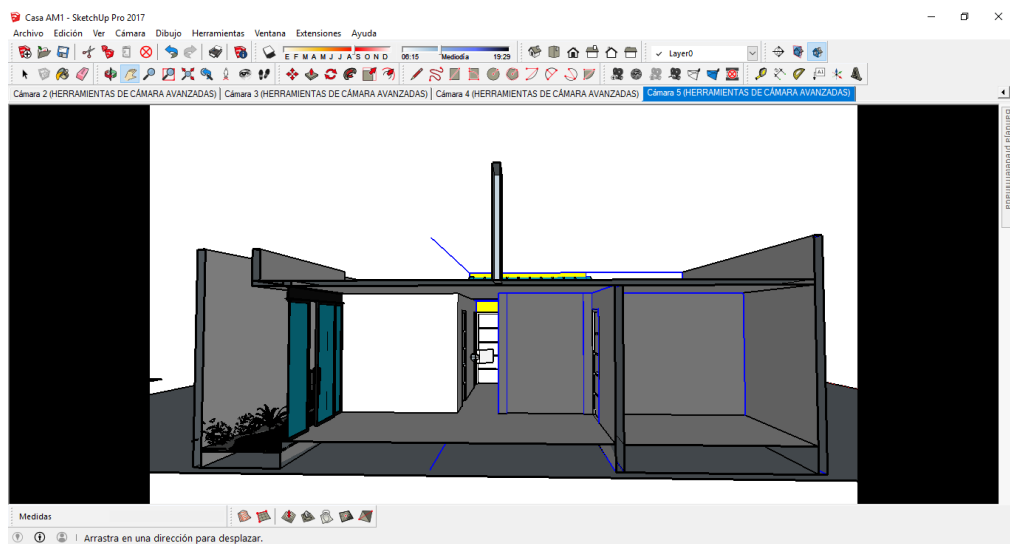 Casa AM1 - SketchUp Pro 2017
Archivo Edición Ver Cámara Dibujo Herramientas Ventana Extensiones Ayuda
E F M A M J J A S O N D 06:15 Mediodía 19:29 Layer0
Cámara 2 (HERRAMIENTAS DE CÁMARA AVANZADAS) Cámara 3 (HERRAMIENTAS DE CÁMARA AVANZADAS) Cámara 4 (HERRAMIENTAS DE CÁMARA AVANZADAS) Cámara 5 (HERRAMIENTAS DE CÁMARA AVANZADAS)
Bandeja predeterminada
Medidas
Arrastra en una dirección para desplazar.